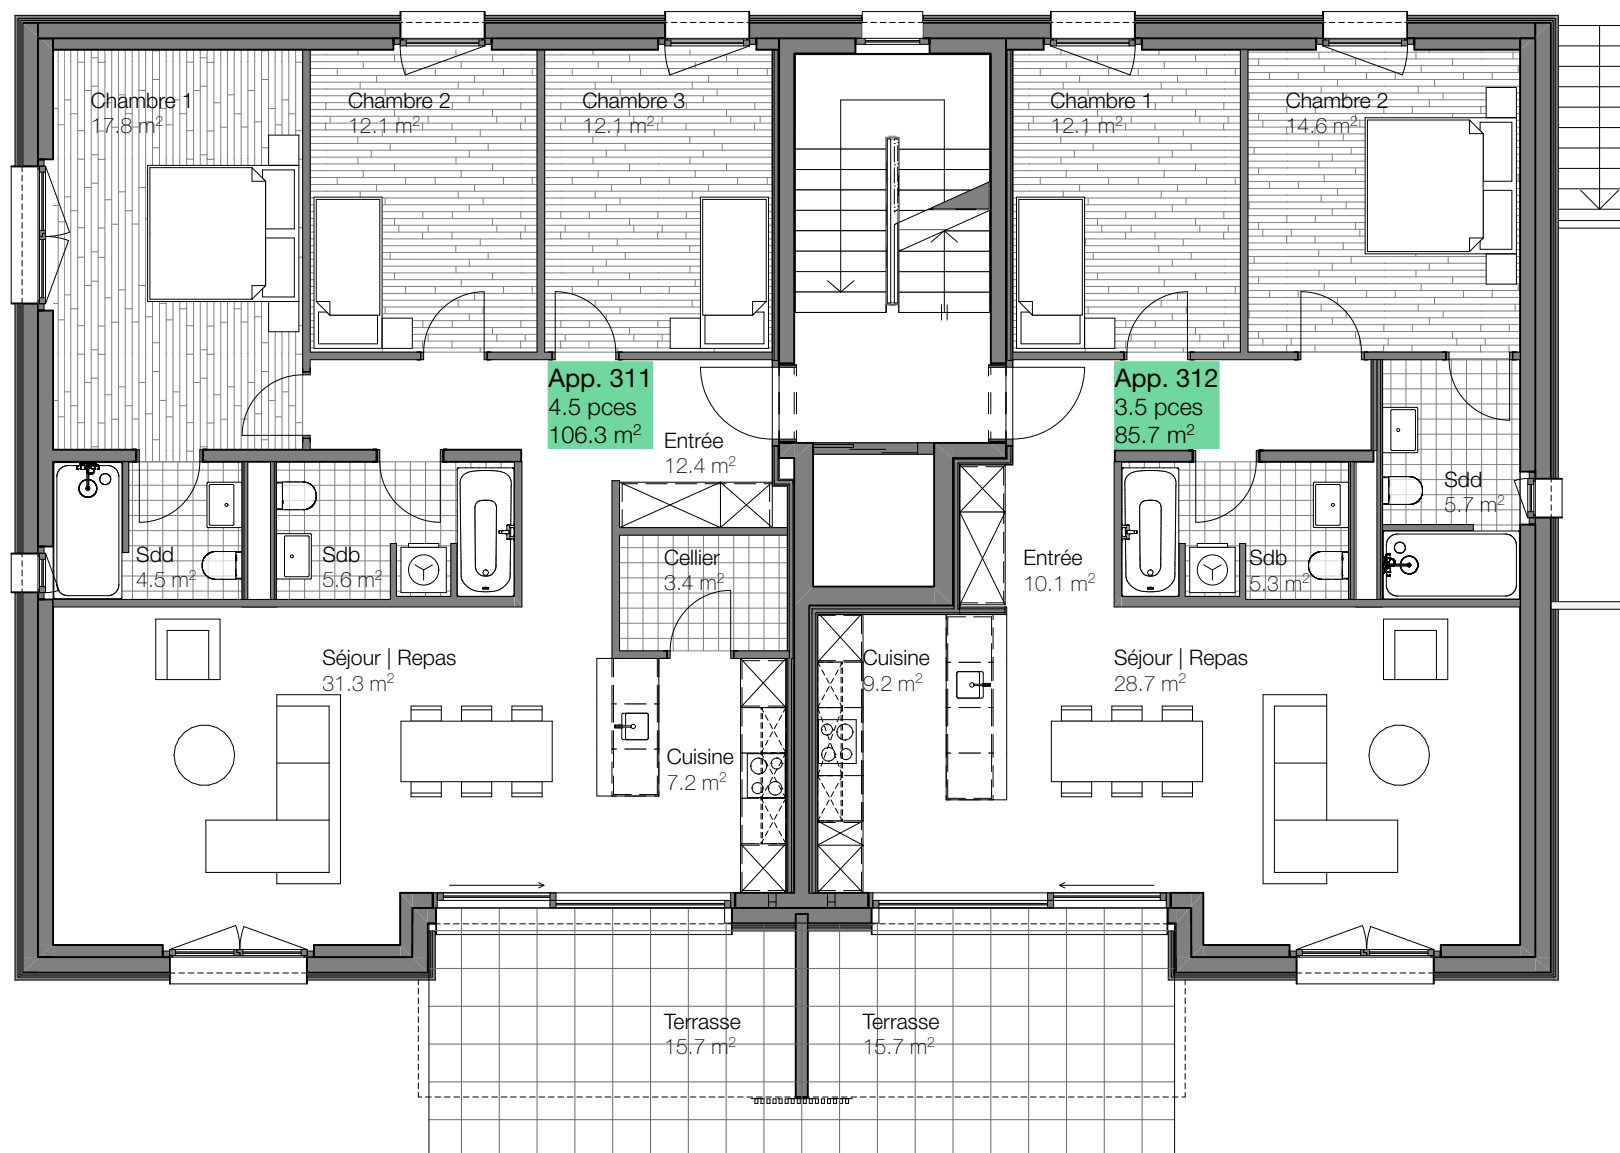 Chambre 1
17.8 m²
Chambre 2
12.1 m²
Chambre 3
12.1 m²
Chambre 1
12.1 m²
Chambre 2
14.6 m²
App. 311
4.5 pces
106.3 m²
App. 312
3.5 pces
85.7 m²
Entrée
12.4 m²
Sdd
5.7 m²
Sdd
4.5 m²
Sdb
5.6 m²
Cellier
3.4 m²
Entrée
10.1 m²
Sdb
5.3 m²
Séjour | Repas
31.3 m²
Cuisine
9.2 m²
Séjour | Repas
28.7 m²
Cuisine
7.2 m²
Terrasse
15.7 m²
Terrasse
15.7 m²